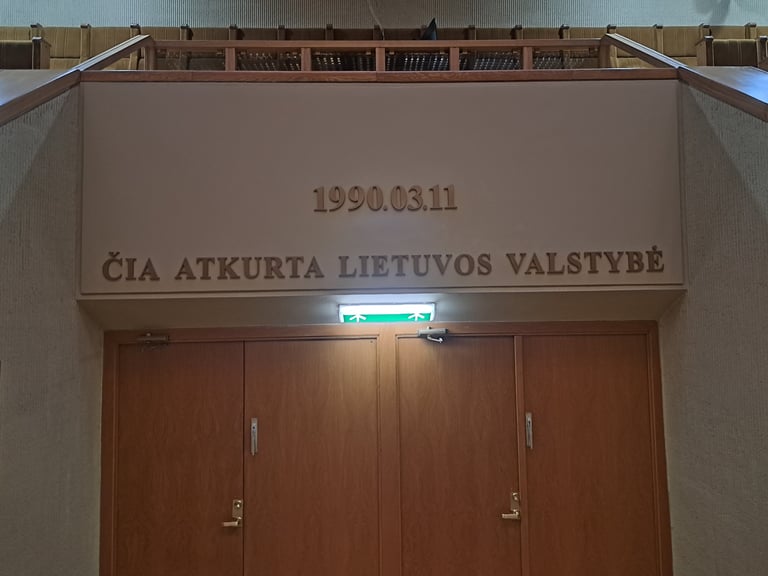 1990.03.11
ČIA ATKURTA LIETUVOS VALSTYBĖ